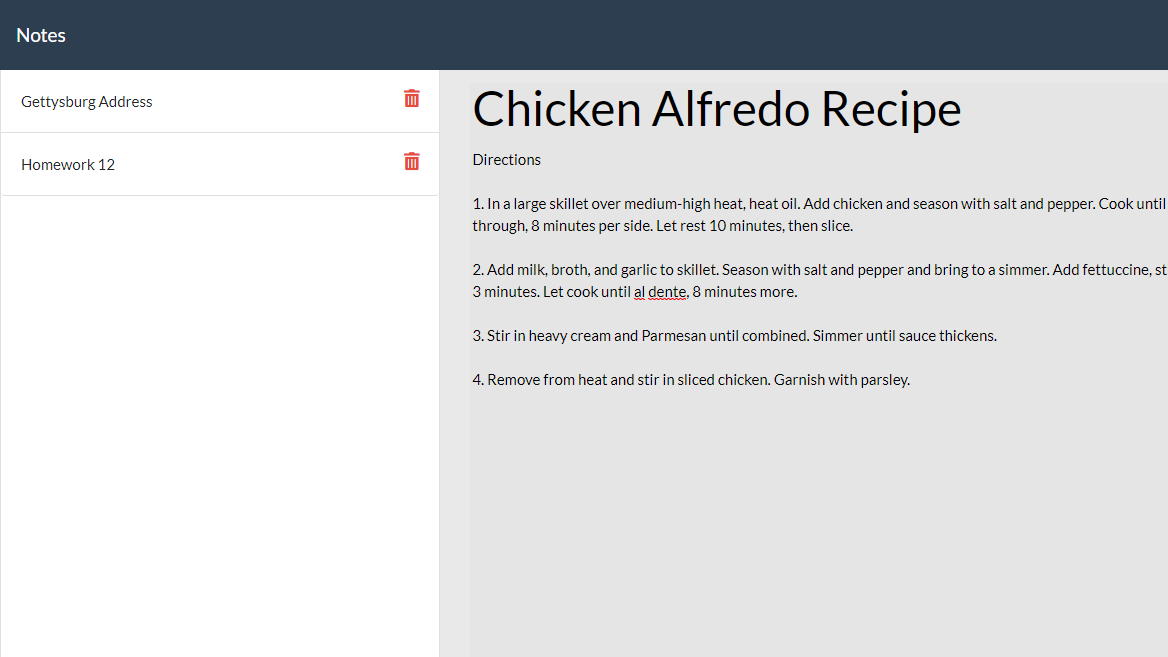 Notes
Gettysburg Address
Homework 12
Chicken Alfredo Recipe
Directions
1. In a large skillet over medium-high heat, heat oil. Add chicken and season with salt and pepper. Cook until
through, 8 minutes per side. Let rest 10 minutes, then slice.
2. Add milk, broth, and garlic to skillet. Season with salt and pepper and bring to a simmer. Add fettuccine, st
3 minutes. Let cook until al dente, 8 minutes more.
3. Stir in heavy cream and Parmesan until combined. Simmer until sauce thickens.
4. Remove from heat and stir in sliced chicken. Garnish with parsley.